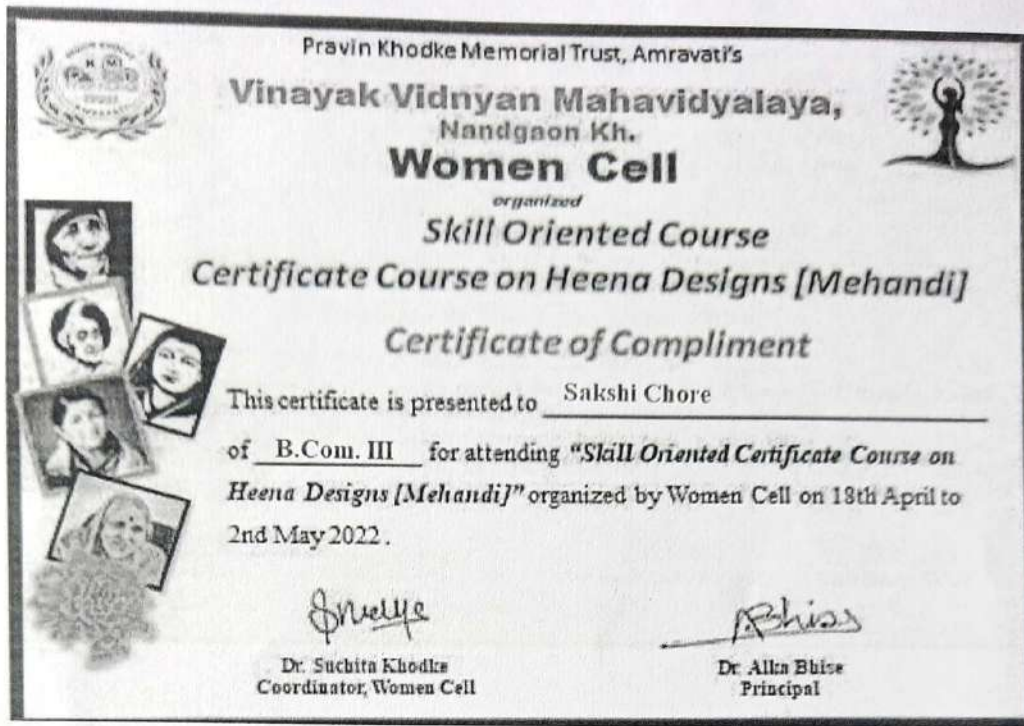 Pravin Khodke Memorial Trust, Amravati's
Vinayak Vidnyan Mahavidyalaya,
Nandgaon Kh.
Women Cell
organized
Skill Oriented Course
Certificate Course on Heena Designs [Mehandi]
Certificate of Compliment
This certificate is presented to Sakshi Chore
of B.Com. III for attending "Skill Oriented Certificate Course on
Heena Designs [Mehandi]" organized by Women Cell on 18th April to
2nd May 2022.
Dr. Suchita Khodke
Coordinator, Women Cell
Dr. Alka Bhise
Principal